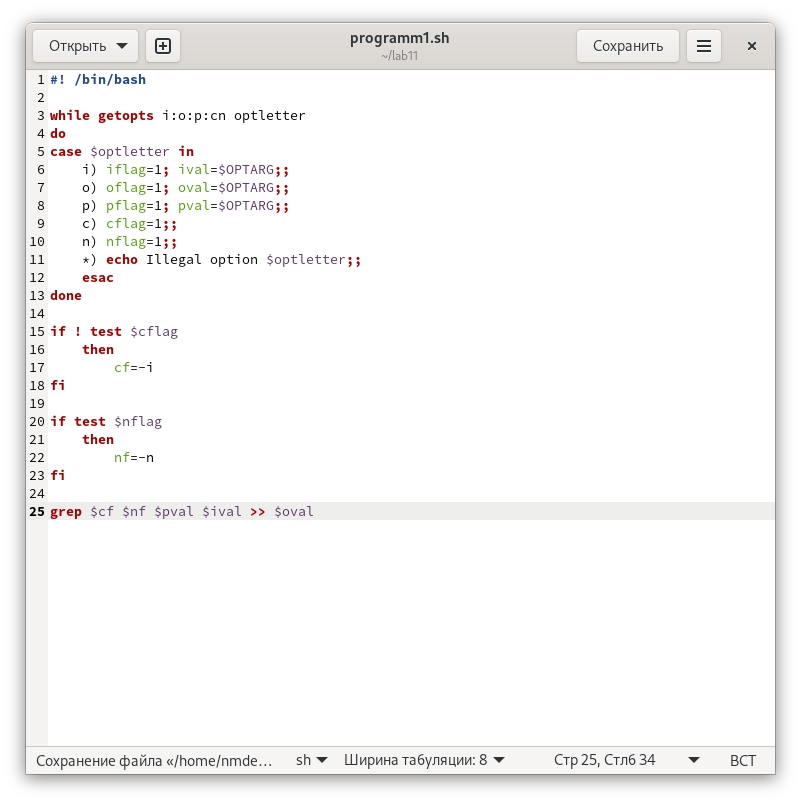 Открыть
programm1.sh
~/lab11
Сохранить
1 #! /bin/bash
2
3 while getopts i:o:p:cn optletter
4 do
5 case $optletter in
6     i) iflag=1; ival=$OPTARG;;
7     o) oflag=1; oval=$OPTARG;;
8     p) pflag=1; pval=$OPTARG;;
9     c) cflag=1;;
10     n) nflag=1;;
11     *) echo Illegal option $optletter;;
12     esac
13 done
14
15 if ! test $cflag
16     then
17         cf=-i
18 fi
19
20 if test $nflag
21     then
22         nf=-n
23 fi
24
25 grep $cf $nf $pval $ival >> $oval
Сохранение файла «/home/nmde… sh Ширина табуляции: 8 Стр 25, Стлб 34 ВСТ